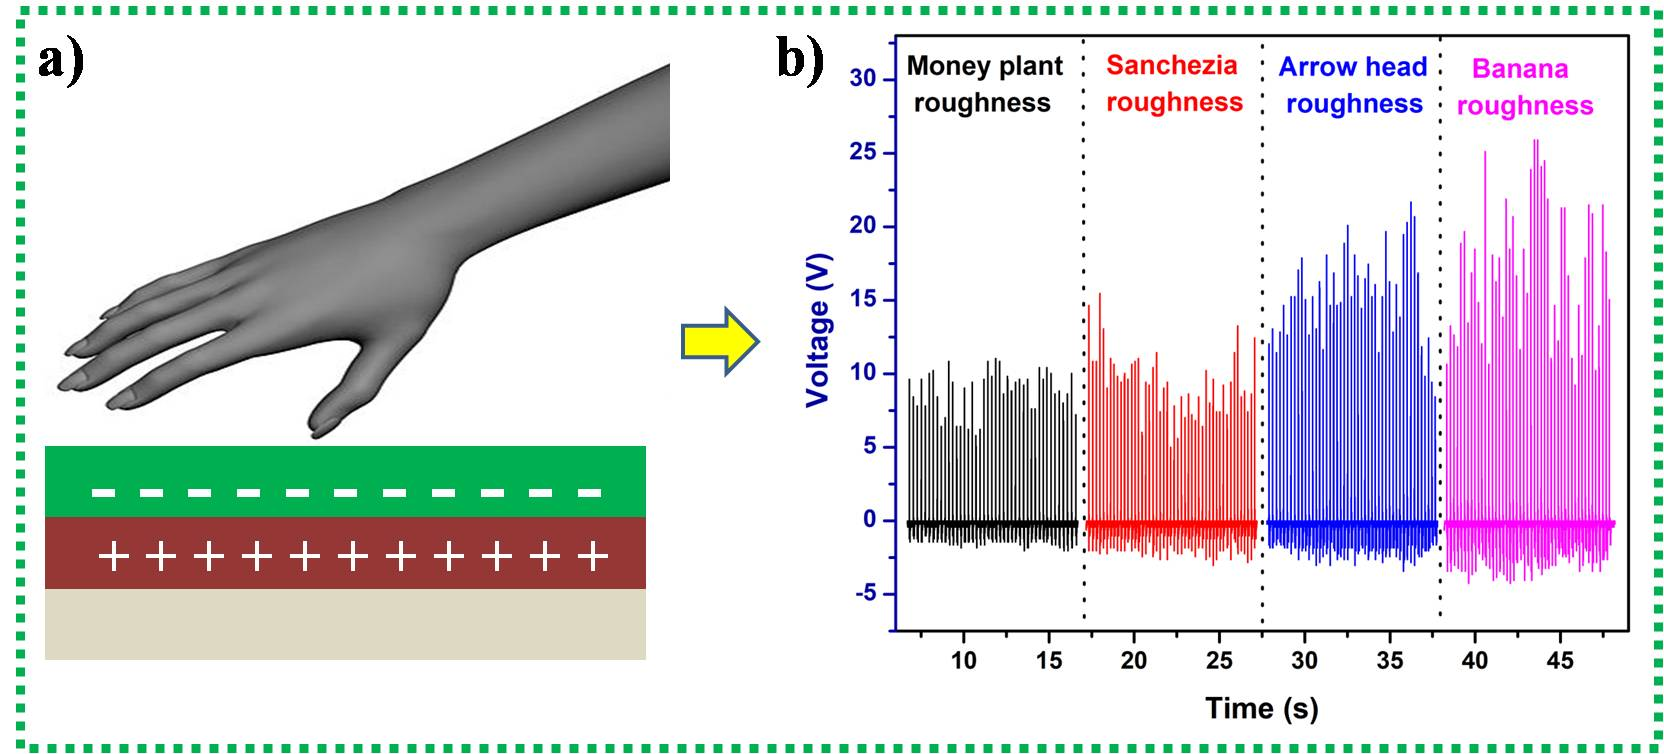 a)
b)
Money plant
roughness
Sanchezia
roughness
Arrow head
roughness
Banana
roughness
30
25
20
15
10
5
0
-5
Voltage (V)
10 15 20 25 30 35 40 45
Time (s)
- - - - - - - - - - -
+ + + + + + + + + + +